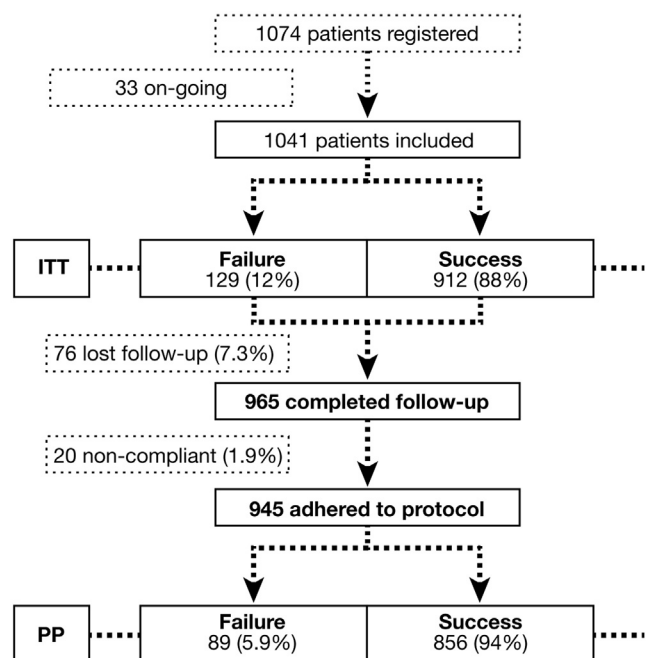 1074 patients registered
33 on-going
1041 patients included
ITT
Failure
129 (12%)
Success
912 (88%)
76 lost follow-up (7.3%)
965 completed follow-up
20 non-compliant (1.9%)
945 adhered to protocol
PP
Failure
89 (5.9%)
Success
856 (94%)